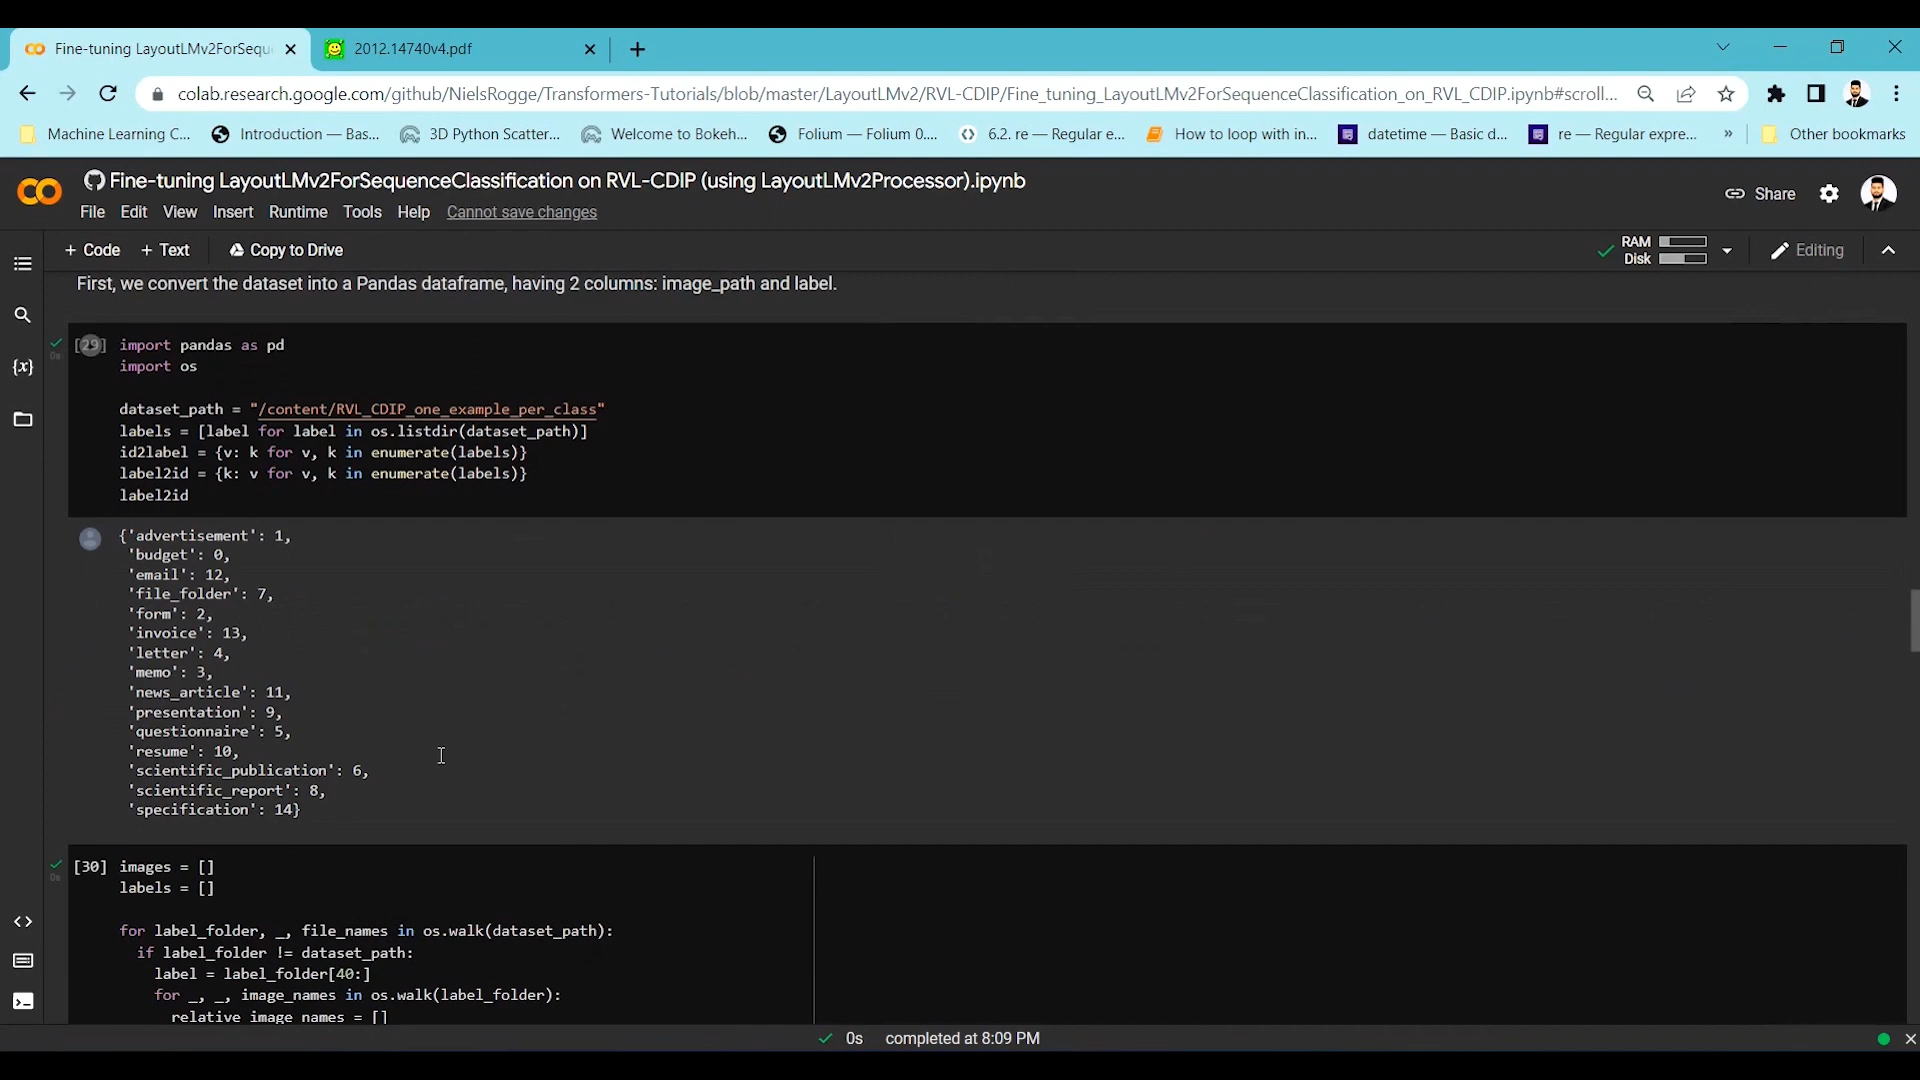 Fine-tuning LayoutLMv2ForSequ
2012.14740v4.pdf
colab.research.google.com/github/NielsRogge/Transformers-Tutorials/blob/master/LayoutLMv2/RVL-CDIP/Fine_tuning_LayoutLMv2ForSequenceClassification_on_RVL_CDIP.ipynb#scroll...
Machine Learning C...
Introduction — Bas...
3D Python Scatter...
Welcome to Bokeh...
Folium — Folium 0....
6.2. re — Regular e...
How to loop with in...
datetime — Basic d...
re — Regular expre...
»
Other bookmarks
Fine-tuning LayoutLMv2ForSequenceClassification on RVL-CDIP (using LayoutLMv2Processor).ipynb
File Edit View Insert Runtime Tools Help Cannot save changes
Share
+ Code + Text Copy to Drive
RAM
Disk
Editing
First, we convert the dataset into a Pandas dataframe, having 2 columns: image_path and label.
{x}
[29] import pandas as pd
0s
import os
dataset_path = "/content/RVL_CDIP_one_example_per_class"
labels = [label for label in os.listdir(dataset_path)]
id2label = {v: k for v, k in enumerate(labels)}
label2id = {k: v for v, k in enumerate(labels)}
label2id
{'advertisement': 1,
'budget': 0,
'email': 12,
'file_folder': 7,
'form': 2,
'invoice': 13,
'letter': 4,
'memo': 3,
'news_article': 11,
'presentation': 9,
'questionnaire': 5,
'resume': 10,
'scientific_publication': 6,
'scientific_report': 8,
'specification': 14}
[30] images = []
0s
labels = []
for label_folder, _, file_names in os.walk(dataset_path):
if label_folder != dataset_path:
label = label_folder[40:]
for _, _, image_names in os.walk(label_folder):
relative_image_names = []
0s completed at 8:09 PM